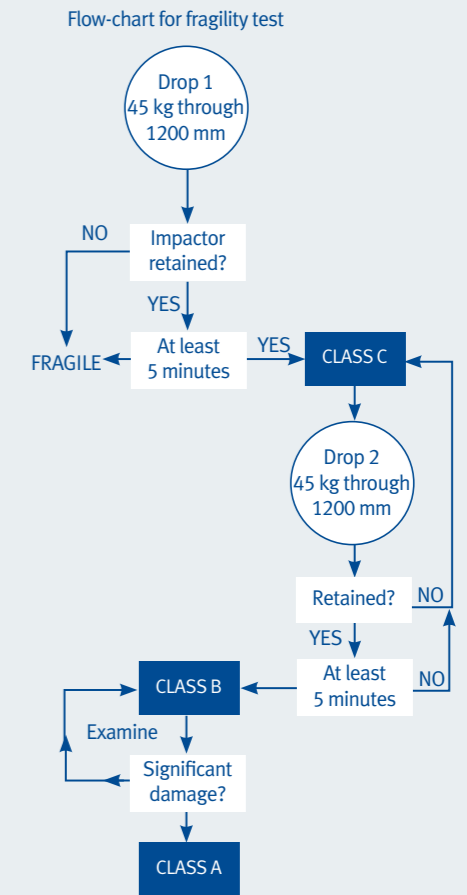 Flow-chart for fragility test
Drop 1
45 kg through
1200 mm
NO
Impactor
retained?
YES
FRAGILE
At least
5 minutes
YES
CLASS C
Drop 2
45 kg through
1200 mm
Retained?
NO
YES
At least
5 minutes
NO
CLASS B
Examine
Significant
damage?
CLASS A